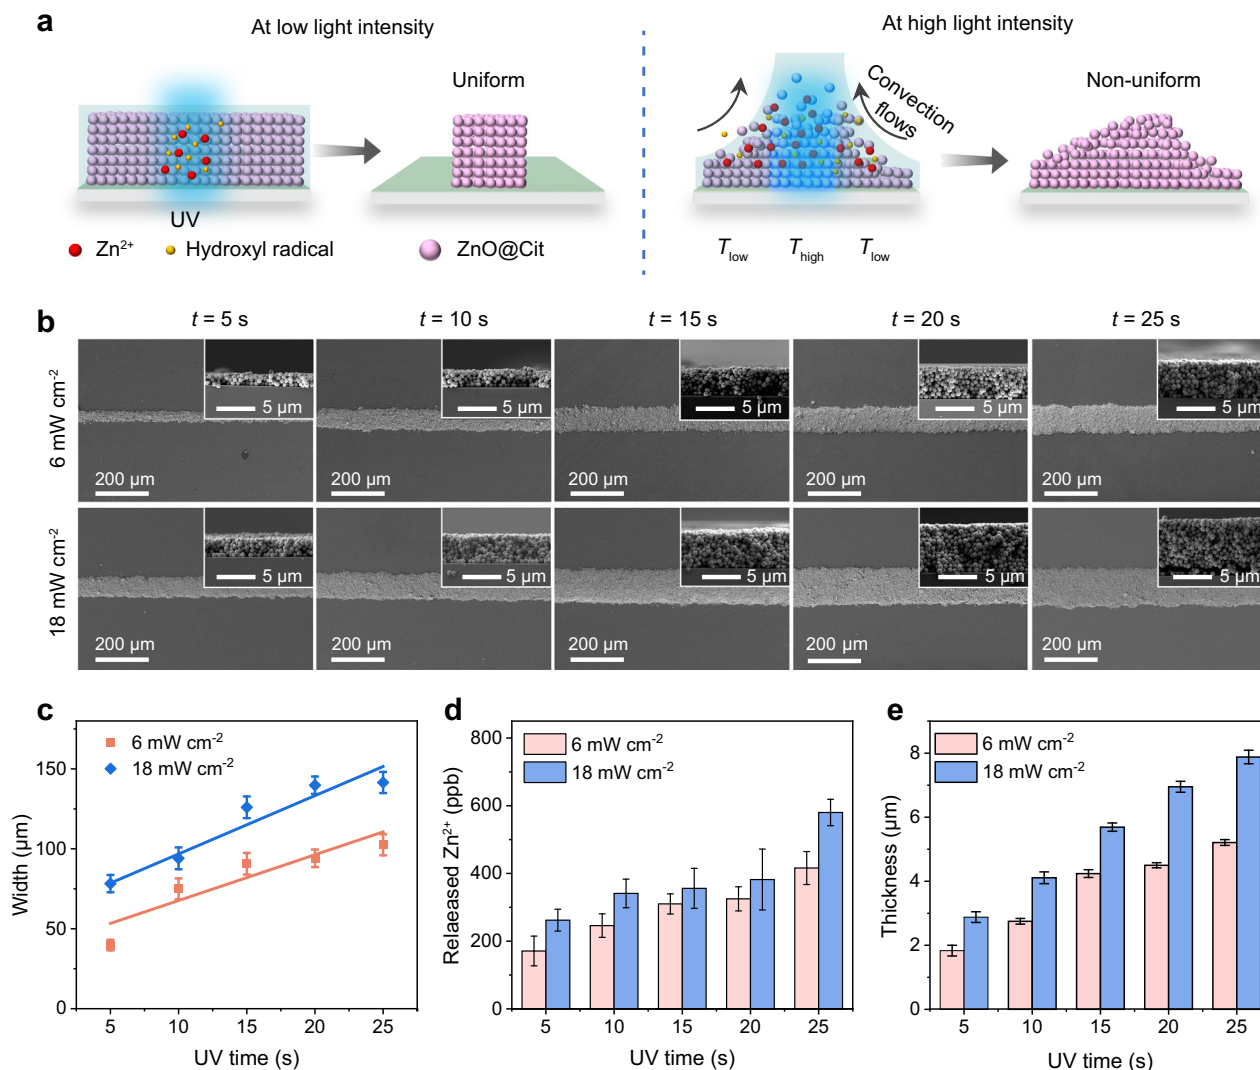 a
At low light intensity
At high light intensity
Uniform
Non-uniform
Convection
flows
UV
Zn²⁺
Hydroxyl radical
ZnO@Cit
T_low
T_high
T_low
b
t = 5 s
t = 10 s
t = 15 s
t = 20 s
t = 25 s
6 mW cm⁻²
5 µm
5 µm
5 µm
5 µm
5 µm
200 µm
200 µm
200 µm
200 µm
200 µm
18 mW cm⁻²
5 µm
5 µm
5 µm
5 µm
5 µm
200 µm
200 µm
200 µm
200 µm
200 µm
c
6 mW cm⁻²
18 mW cm⁻²
Width (µm)
150
100
50
0
5 10 15 20 25
UV time (s)
d
6 mW cm⁻²
18 mW cm⁻²
Relaeased Zn²⁺ (ppb)
800
600
400
200
0
5 10 15 20 25
UV time (s)
e
6 mW cm⁻²
18 mW cm⁻²
Thickness (µm)
8
6
4
2
0
5 10 15 20 25
UV time (s)